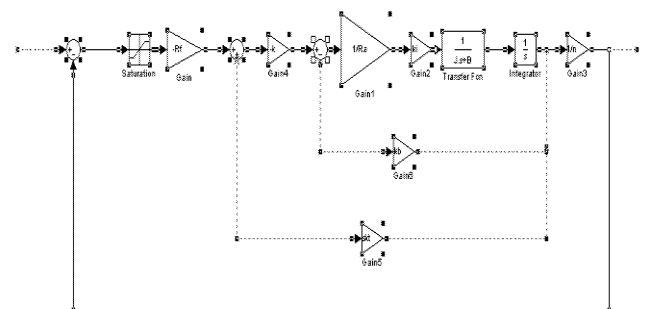 -Rf
-k
1/Ra
ki
1
J.s+B
1
s
1/n
Saturation
Gain
Gain4
Gain1
Gain2
Transfer Fcn
Integrator
Gain3
kb
Gain6
kt
Gain5